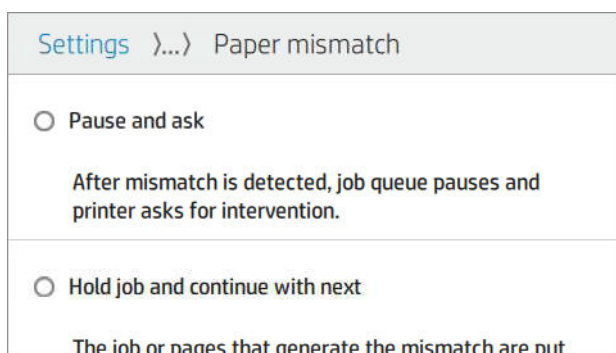 Settings 〉...〉 Paper mismatch
Pause and ask
After mismatch is detected, job queue pauses and
printer asks for intervention.
Hold job and continue with next
The job or pages that generate the mismatch are put